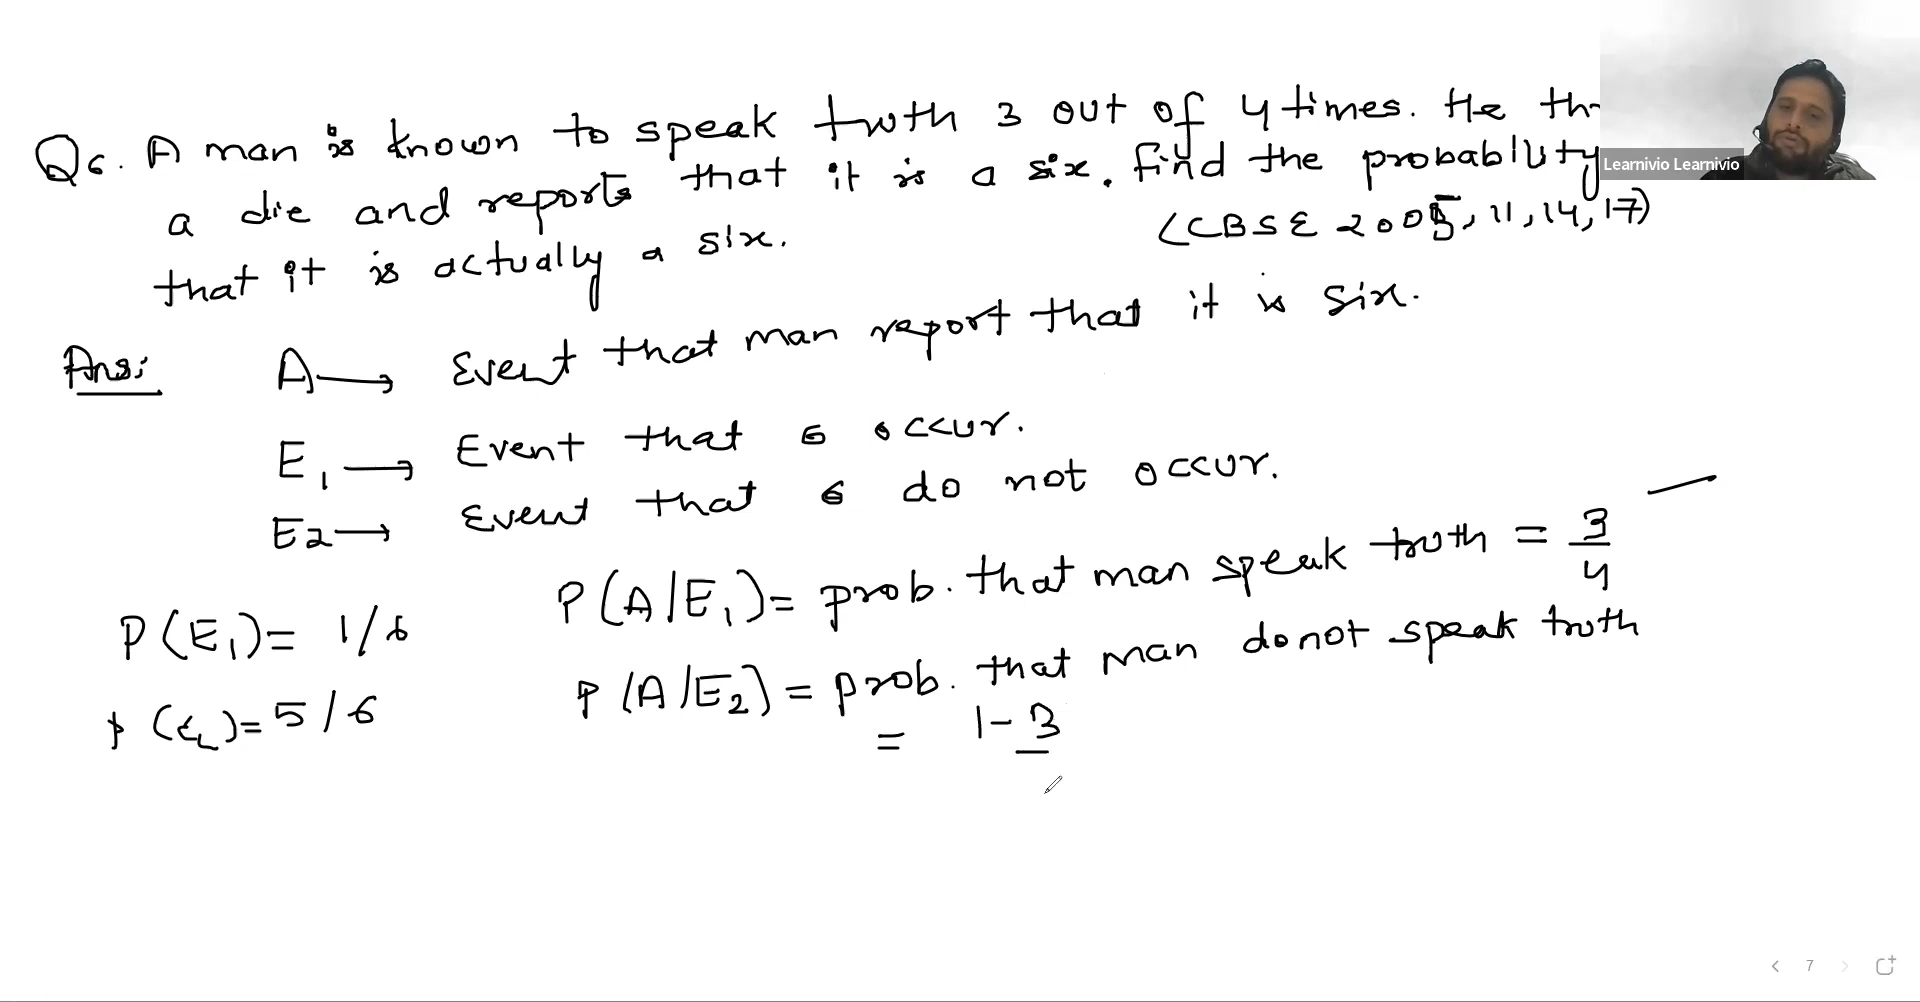 Q6. A man is known to speak truth 3 out of 4 times. He th
a die and reports that it is a six. Find the probability
that it is actually a six. (CBSE 2005, 11, 14, 17)
Ans: A → Event that man report that it is six.
E1 → Event that 6 occur.
E2 → Event that 6 do not occur.
P(E1) = 1/6 P(A/E1) = prob. that man speak truth = 3/4
P(E2) = 5/6 P(A/E2) = prob. that man do not speak truth
= 1 - 3
Learnivio Learnivio
7